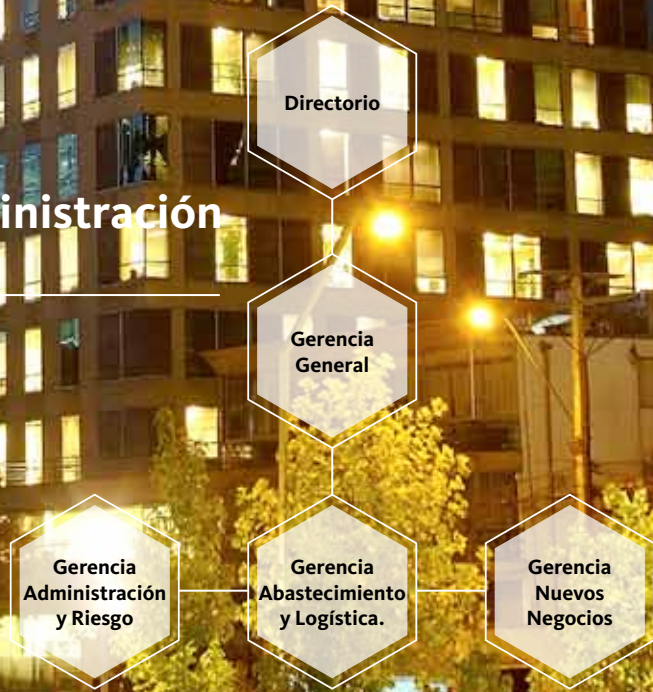 Directorio
inistración
Gerencia
General
Gerencia
Administración
y Riesgo
Gerencia
Abastecimiento
y Logística.
Gerencia
Nuevos
Negocios